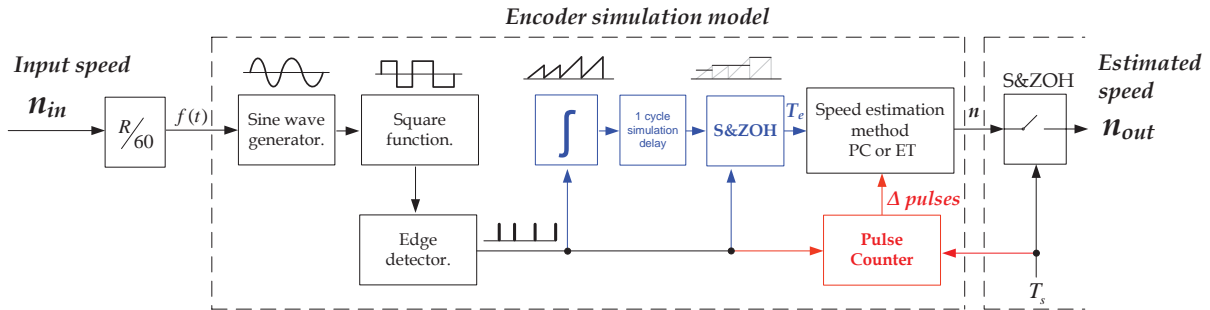 Encoder simulation model
Input speed
n_in
R/60
f(t)
Sine wave
generator.
Square
function.
Edge
detector.
∫
1 cycle
simulation
delay
S&ZOH
T_e
Speed estimation
method
PC or ET
n
Δ pulses
Pulse
Counter
S&ZOH
T_s
Estimated
speed
n_out